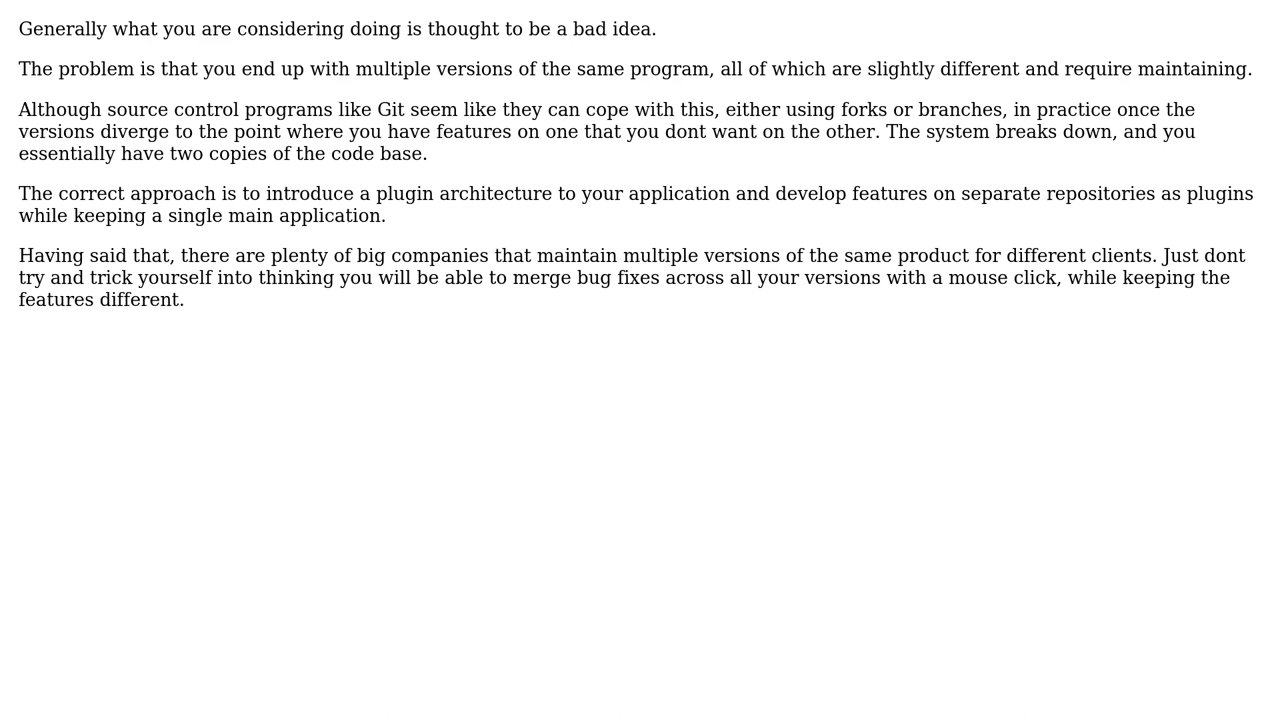 Generally what you are considering doing is thought to be a bad idea.
The problem is that you end up with multiple versions of the same program, all of which are slightly different and require maintaining.
Although source control programs like Git seem like they can cope with this, either using forks or branches, in practice once the
versions diverge to the point where you have features on one that you dont want on the other. The system breaks down, and you
essentially have two copies of the code base.
The correct approach is to introduce a plugin architecture to your application and develop features on separate repositories as plugins
while keeping a single main application.
Having said that, there are plenty of big companies that maintain multiple versions of the same product for different clients. Just dont
try and trick yourself into thinking you will be able to merge bug fixes across all your versions with a mouse click, while keeping the
features different.